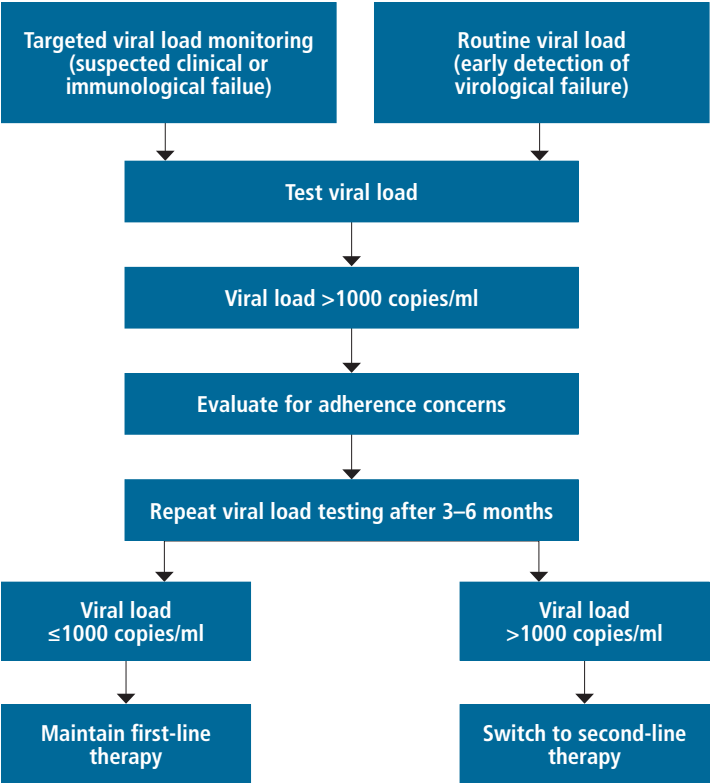 Targeted viral load monitoring
(suspected clinical or
immunological failue)
Routine viral load
(early detection of
virological failure)
Test viral load
Viral load >1000 copies/ml
Evaluate for adherence concerns
Repeat viral load testing after 3–6 months
Viral load
≤1000 copies/ml
Viral load
>1000 copies/ml
Maintain first-line
therapy
Switch to second-line
therapy